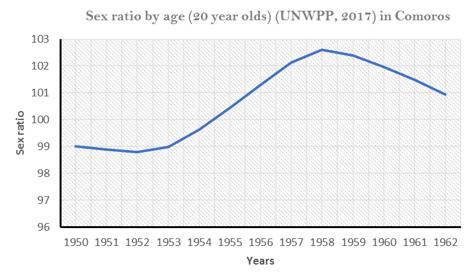 Sex ratio by age (20 year olds) (UNWPP, 2017) in Comoros
103
102
101
100
99
98
97
96
Sex ratio
1950 1951 1952 1953 1954 1955 1956 1957 1958 1959 1960 1961 1962
Years